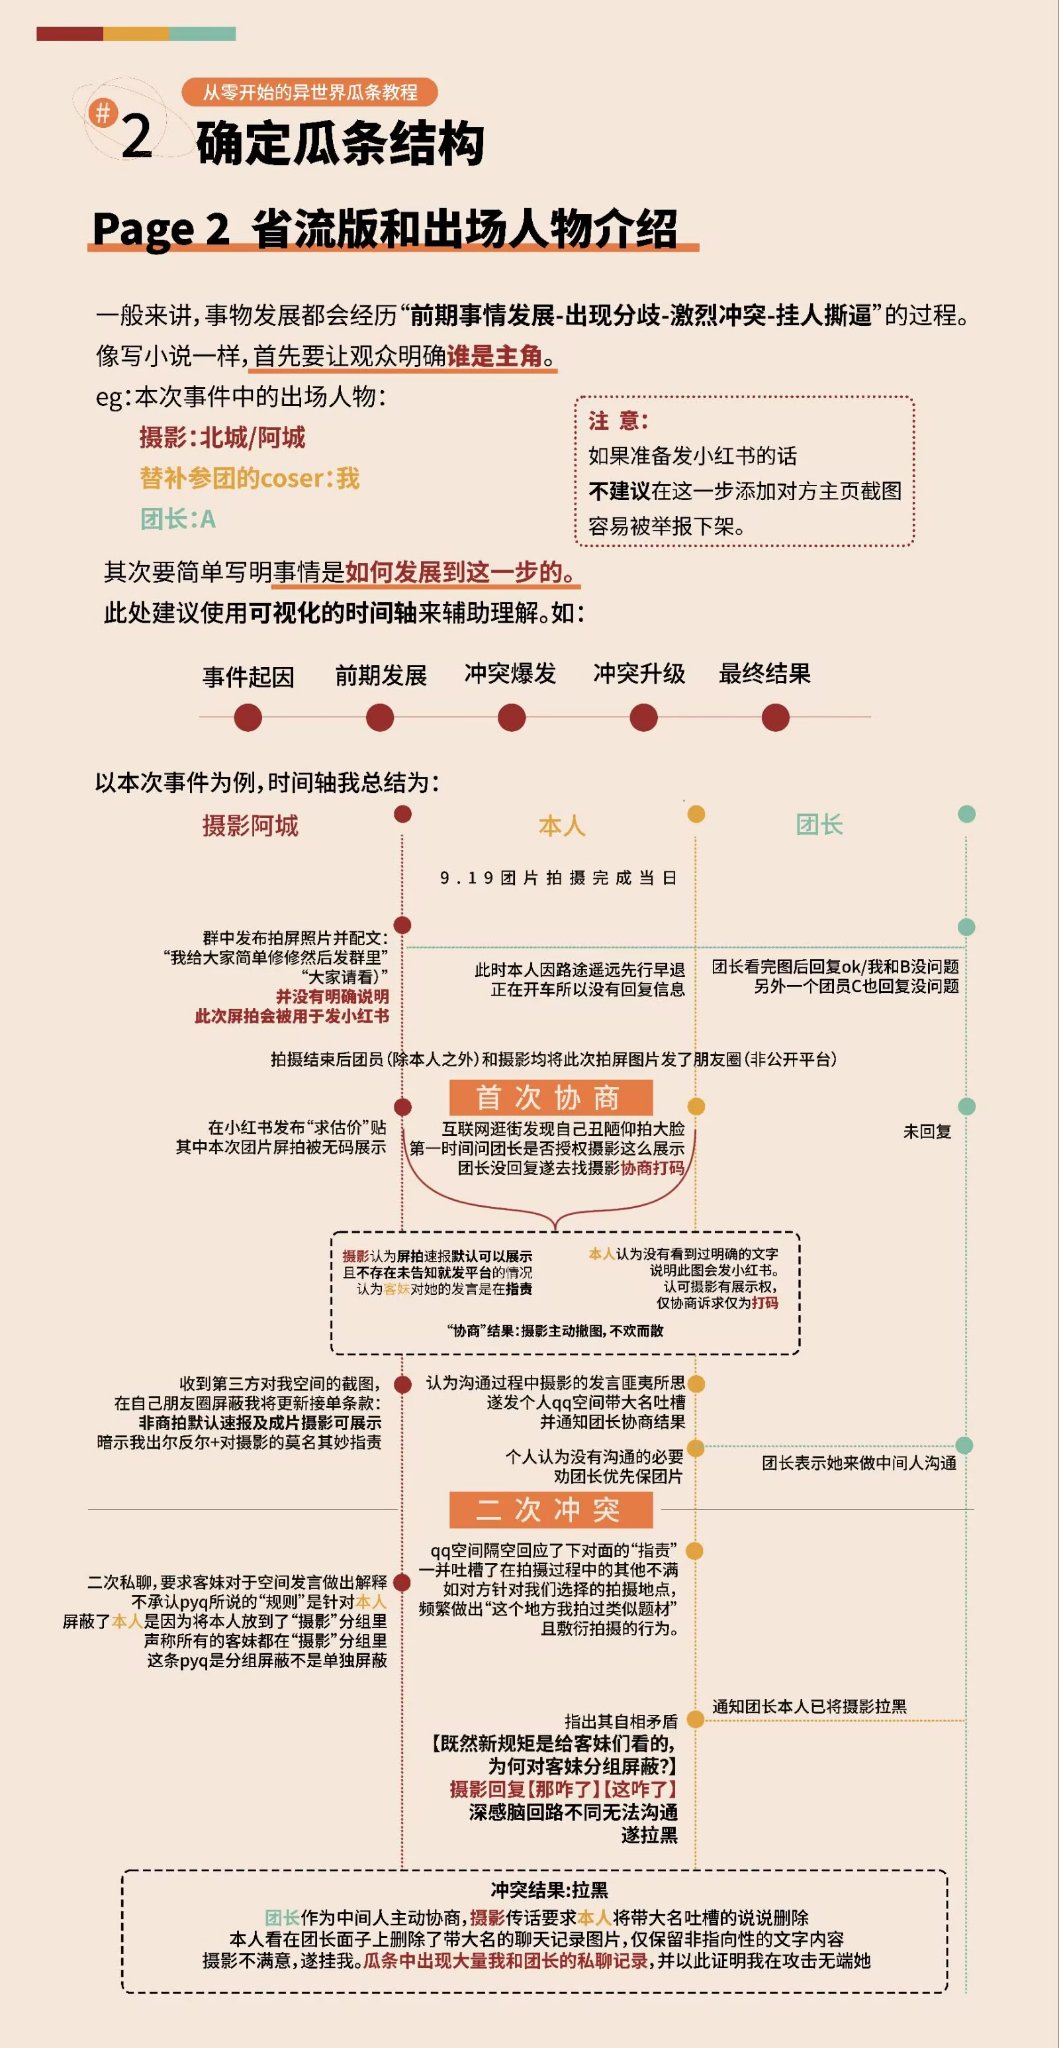 从零开始的异世界瓜条教程
#2 确定瓜条结构
Page 2 省流版和出场人物介绍
一般来讲，事物发展都会经历“前期事情发展-出现分歧-激烈冲突-挂人撕逼”的过程。
像写小说一样，首先要让观众明确谁是主角。
eg：本次事件中的出场人物：
摄影：北城/阿城
替补参团的coser：我
团长：A
注 意：
如果准备发小红书的话
不建议在这一步添加对方主页截图
容易被举报下架。
其次要简单写明事情是如何发展到这一步的。
此处建议使用可视化的时间轴来辅助理解。如：
事件起因 前期发展 冲突爆发 冲突升级 最终结果
以本次事件为例，时间轴我总结为：
摄影阿城 本人 团长
9.19团片拍摄完成当日
群中发布拍屏照片并配文：
“我给大家简单修修然后发群里”
“大家请看）”
并没有明确说明
此次屏拍会被用于发小红书
此时本人因路途遥远先行早退
正在开车所以没有回复信息
团长看完图后回复ok/我和B没问题
另外一个团员C也回复没问题
拍摄结束后团员（除本人之外）和摄影均将此次拍屏图片发了朋友圈（非公开平台）
首次协商
在小红书发布“求估价”贴
其中本次团片屏拍被无码展示
互联网逛街发现自己丑陋仰拍大脸
第一时间问团长是否授权摄影这么展示
团长没回复遂去找摄影协商打码
未回复
摄影认为屏拍速报默认可以展示
且不存在未告知就发平台的情况
认为客妹对她的发言是在指责
本人认为没有看到过明确的文字
说明此图会发小红书。
认可摄影有展示权，
仅协商诉求仅为打码
“协商”结果：摄影主动撤图，不欢而散
收到第三方对我空间的截图，
在自己朋友圈屏蔽我将更新接单条款：
非商拍默认速报及成片摄影可展示
暗示我出尔反尔+对摄影的莫名其妙指责
认为沟通过程中摄影的发言匪夷所思
遂发个人qq空间带大名吐槽
并通知团长协商结果
个人认为没有沟通的必要
劝团长优先保团片
团长表示她来做中间人沟通
二次冲突
qq空间隔空回应了下对面的“指责”
一并吐槽了在拍摄过程中的其他不满
如对方针对我们选择的拍摄地点，
频繁做出“这个地方我拍过类似题材”
且敷衍拍摄的行为。
二次私聊，要求客妹对于空间发言做出解释
不承认pyq所说的“规则”是针对本人
屏蔽了本人是因为将本人放到了“摄影”分组里
声称所有的客妹都在“摄影”分组里
这条pyq是分组屏蔽不是单独屏蔽
通知团长本人已将摄影拉黑
指出其自相矛盾
【既然新规矩是给客妹们看的，
为何对客妹分组屏蔽？】
摄影回复【那咋了】【这咋了】
深感脑回路不同无法沟通
遂拉黑
冲突结果:拉黑
团长作为中间人主动协商，摄影传话要求本人将带大名吐槽的说说删除
本人看在团长面子上删除了带大名的聊天记录图片，仅保留非指向性的文字内容
摄影不满意，遂挂我。瓜条中出现大量我和团长的私聊记录，并以此证明我在攻击无端她